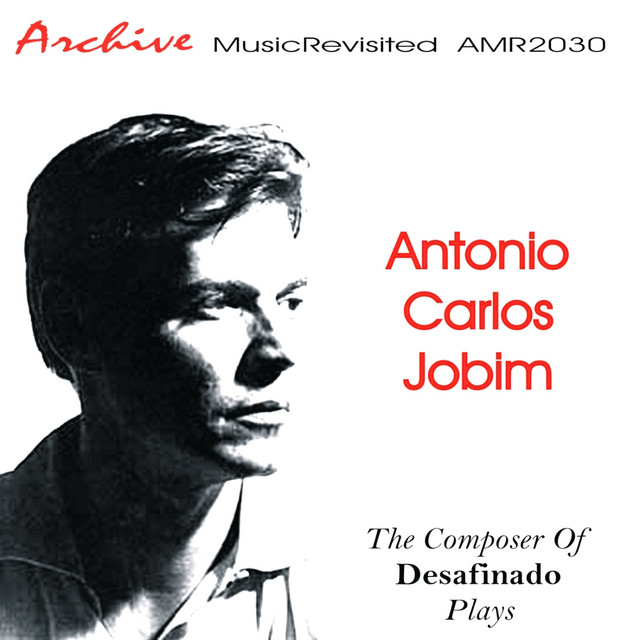 Archive MusicRevisited AMR2030
Antonio
Carlos
Jobim
The Composer Of
Desafinado
Plays